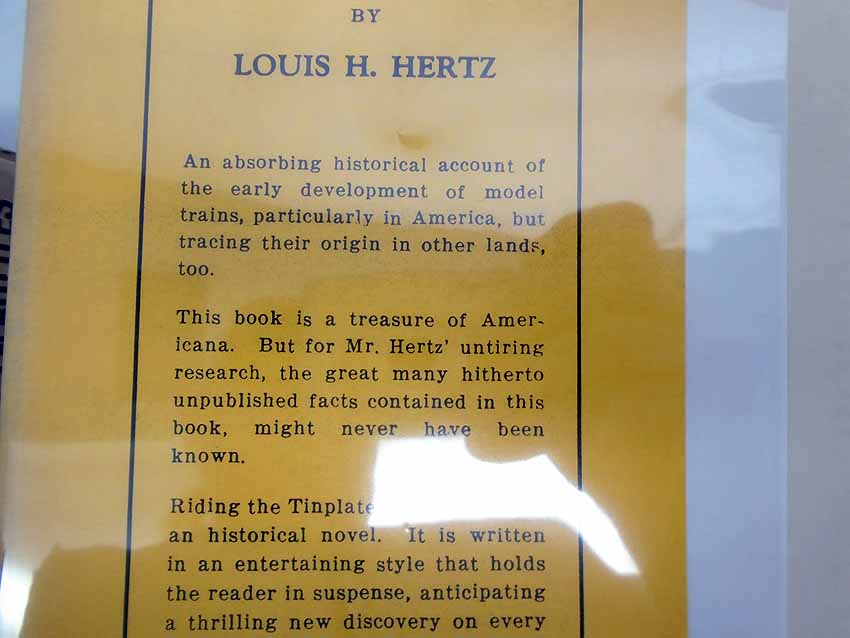 BY
LOUIS H. HERTZ
An absorbing historical account of
the early development of model
trains, particularly in America, but
tracing their origin in other lands,
too.
This book is a treasure of Amer-
icana. But for Mr. Hertz' untiring
research, the great many hitherto
unpublished facts contained in this
book, might never have been
known.
Riding the Tinplate
an historical novel. It is written
in an entertaining style that holds
the reader in suspense, anticipating
a thrilling new discovery on every